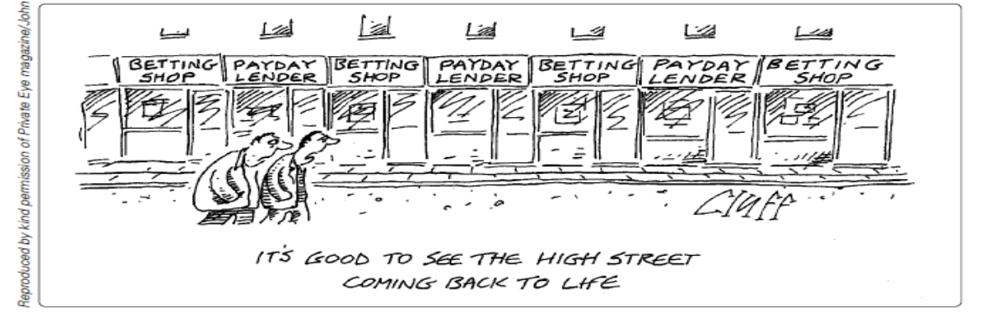 Reproduced by kind permission of Private Eye magazine/John
BETTING SHOP
PAYDAY LENDER
BETTING SHOP
PAYDAY LENDER
BETTING SHOP
PAYDAY LENDER
BETTING SHOP
Cluff
IT'S GOOD TO SEE THE HIGH STREET
COMING BACK TO LIFE